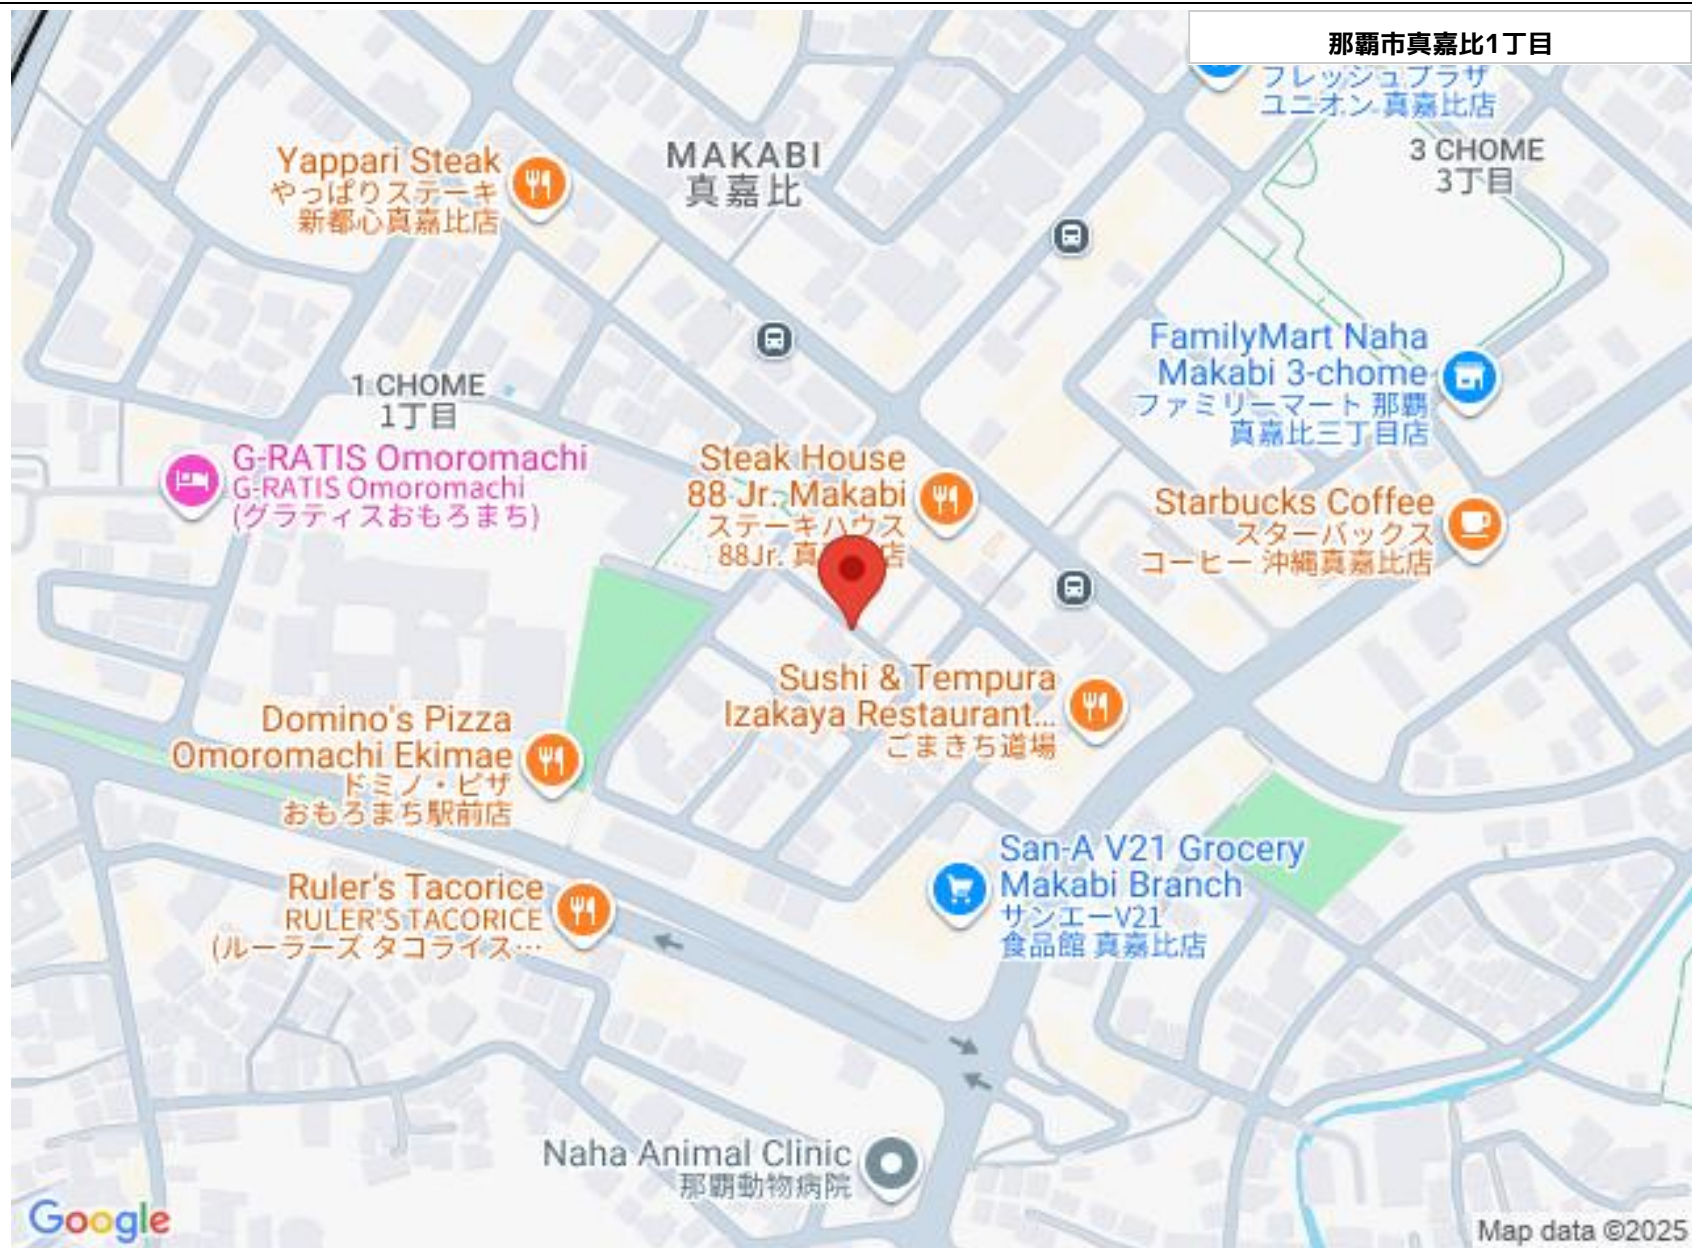 那覇市真嘉比1丁目
フレッシュプラザ
ユニオン 真嘉比店
MAKABI
真嘉比
3 CHOME
3丁目
Yappari Steak
やっぱりステーキ
新都心真嘉比店
FamilyMart Naha
Makabi 3-chome
ファミリーマート 那覇
真嘉比三丁目店
1 CHOME
1丁目
G-RATIS Omoromachi
G-RATIS Omoromachi
(グラティスおもろまち)
Steak House
88 Jr. Makabi
ステーキハウス
88Jr. 真 店
Starbucks Coffee
スターバックス
コーヒー 沖縄真嘉比店
Sushi & Tempura
Izakaya Restaurant...
ごまきち道場
Domino's Pizza
Omoromachi Ekimae
ドミノ・ピザ
おもろまち駅前店
San-A V21 Grocery
Makabi Branch
サンエーV21
食品館 真嘉比店
Ruler's Tacorice
RULER'S TACORICE
(ルーラーズ タコライス…
Naha Animal Clinic
那覇動物病院
Google
Map data ©2025